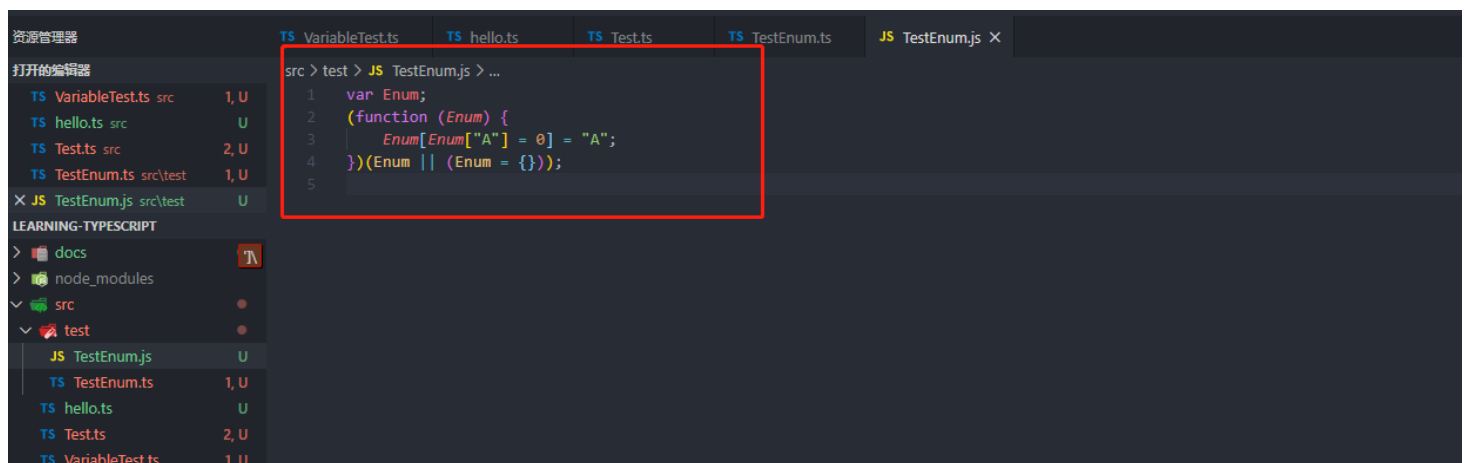 资源管理器
打开的编辑器
TS VariableTest.ts src 1, U
TS hello.ts src U
TS Test.ts src 2, U
TS TestEnum.ts src\test 1, U
JS TestEnum.js src\test U
LEARNING-TYPESCRIPT
docs
node_modules
src
test
JS TestEnum.js U
TS TestEnum.ts 1, U
TS hello.ts U
TS Test.ts 2, U
TS VariableTest.ts 1, U
TS VariableTest.ts TS hello.ts TS Test.ts TS TestEnum.ts JS TestEnum.js
src > test > JS TestEnum.js > ...
1 var Enum;
2 (function (Enum) {
3 Enum[Enum["A"] = 0] = "A";
4 })(Enum || (Enum = {}));
5